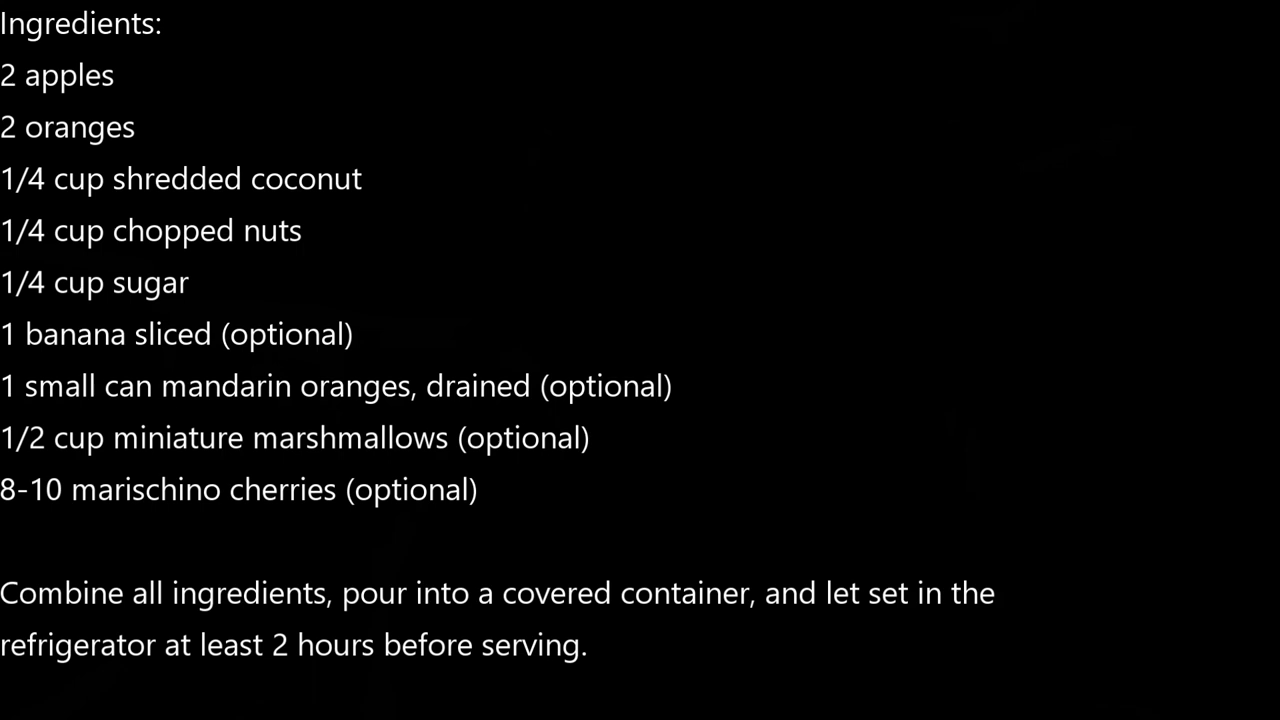 Ingredients:
2 apples
2 oranges
1/4 cup shredded coconut
1/4 cup chopped nuts
1/4 cup sugar
1 banana sliced (optional)
1 small can mandarin oranges, drained (optional)
1/2 cup miniature marshmallows (optional)
8-10 marischino cherries (optional)

Combine all ingredients, pour into a covered container, and let set in the
refrigerator at least 2 hours before serving.